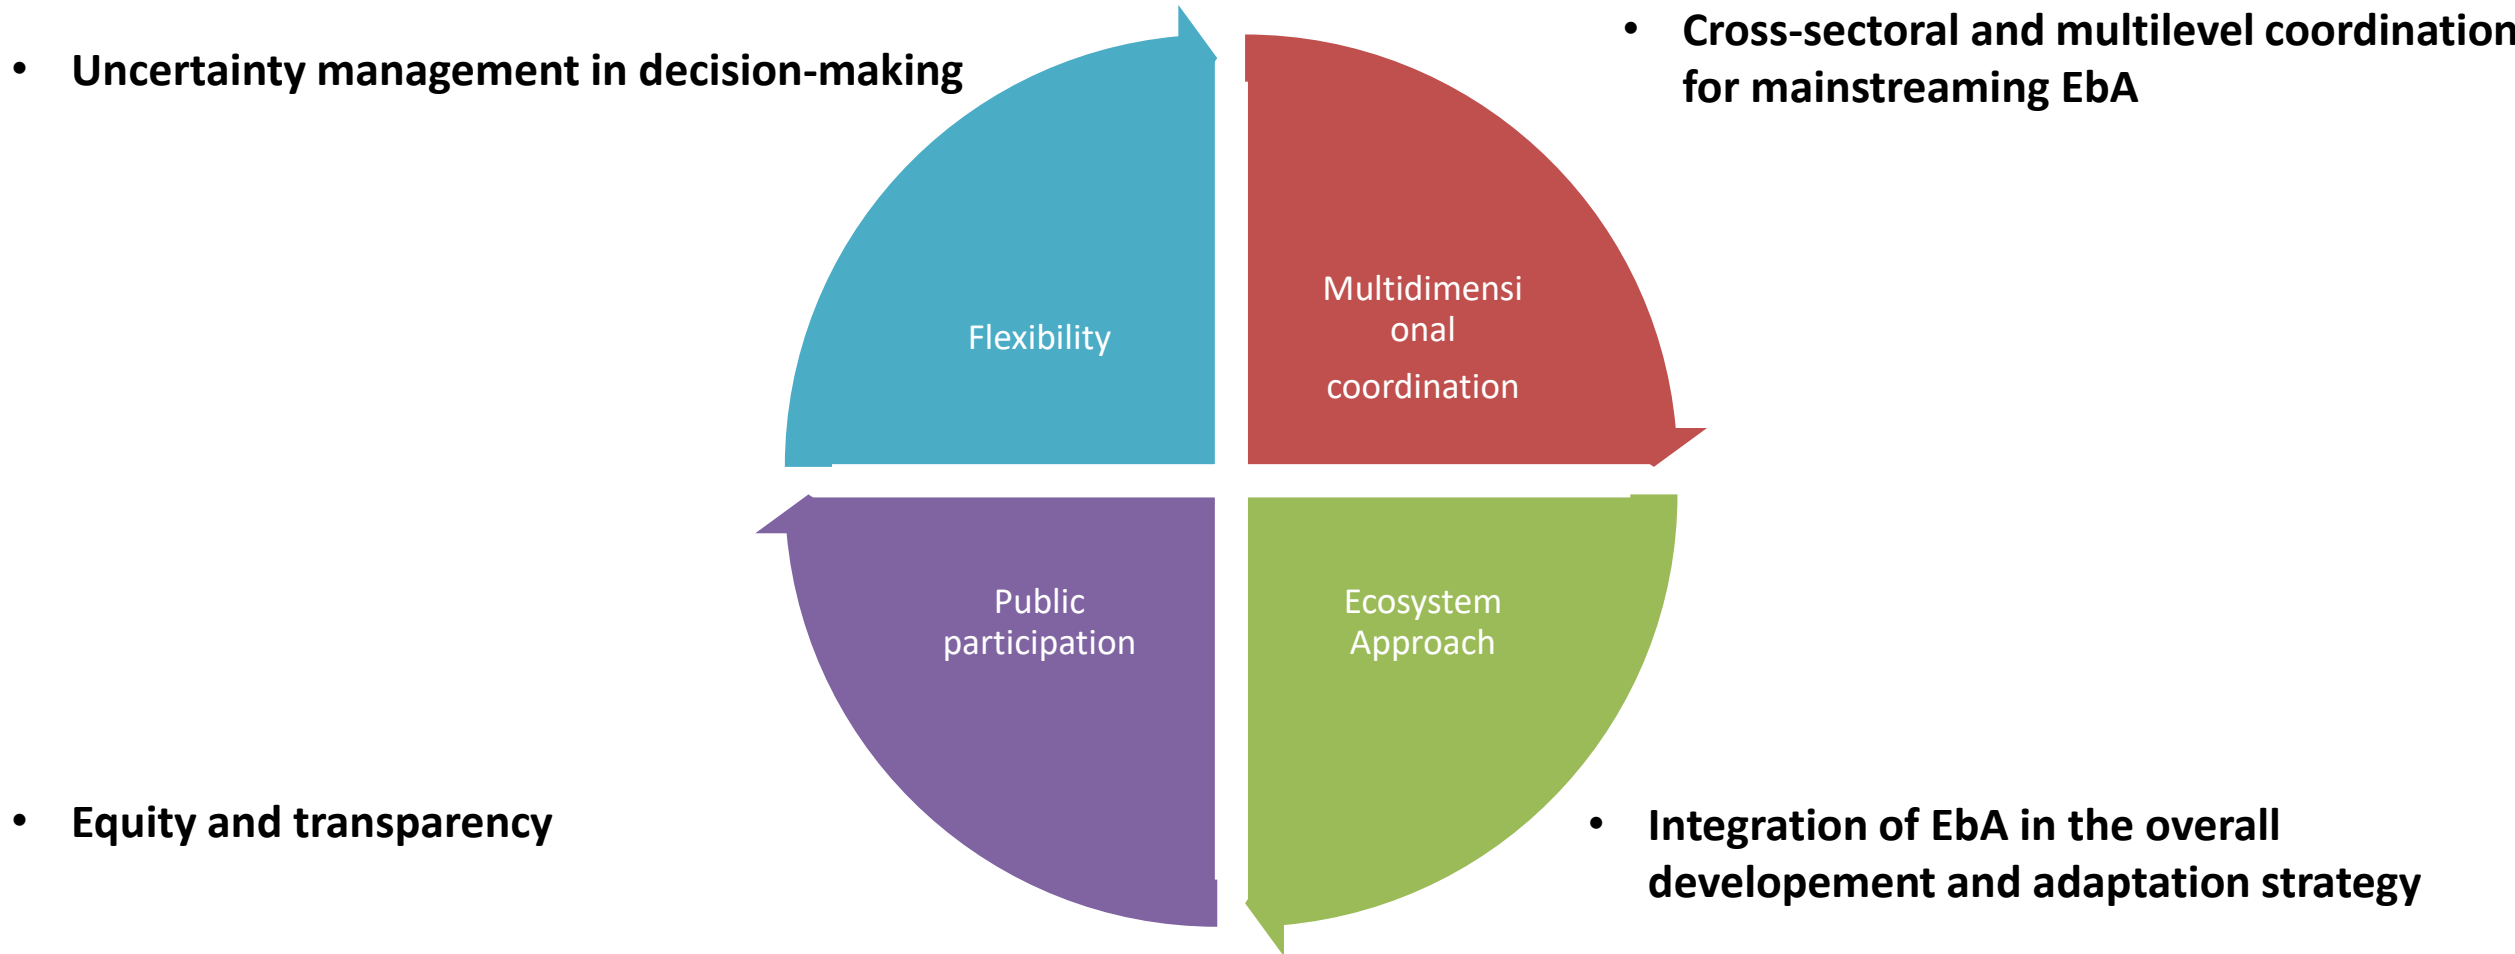 • Uncertainty management in decision-making
• Cross-sectoral and multilevel coordination
for mainstreaming EbA
Flexibility
Multidimensi
onal
coordination
Public
participation
Ecosystem
Approach
• Equity and transparency
• Integration of EbA in the overall
developement and adaptation strategy